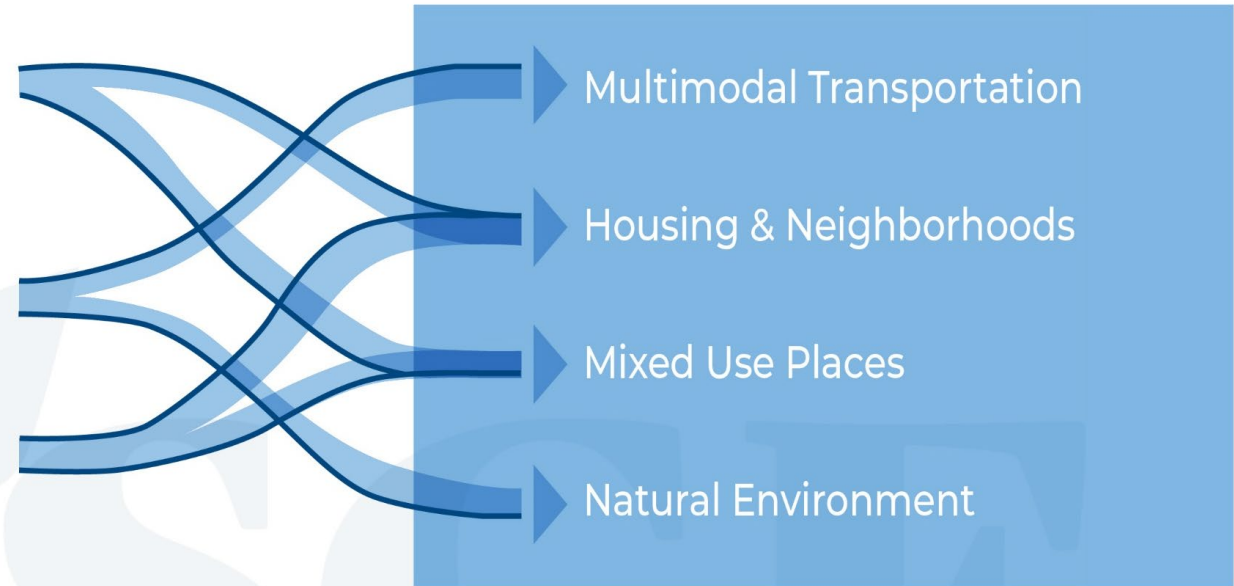 Multimodal Transportation
Housing & Neighborhoods
Mixed Use Places
Natural Environment